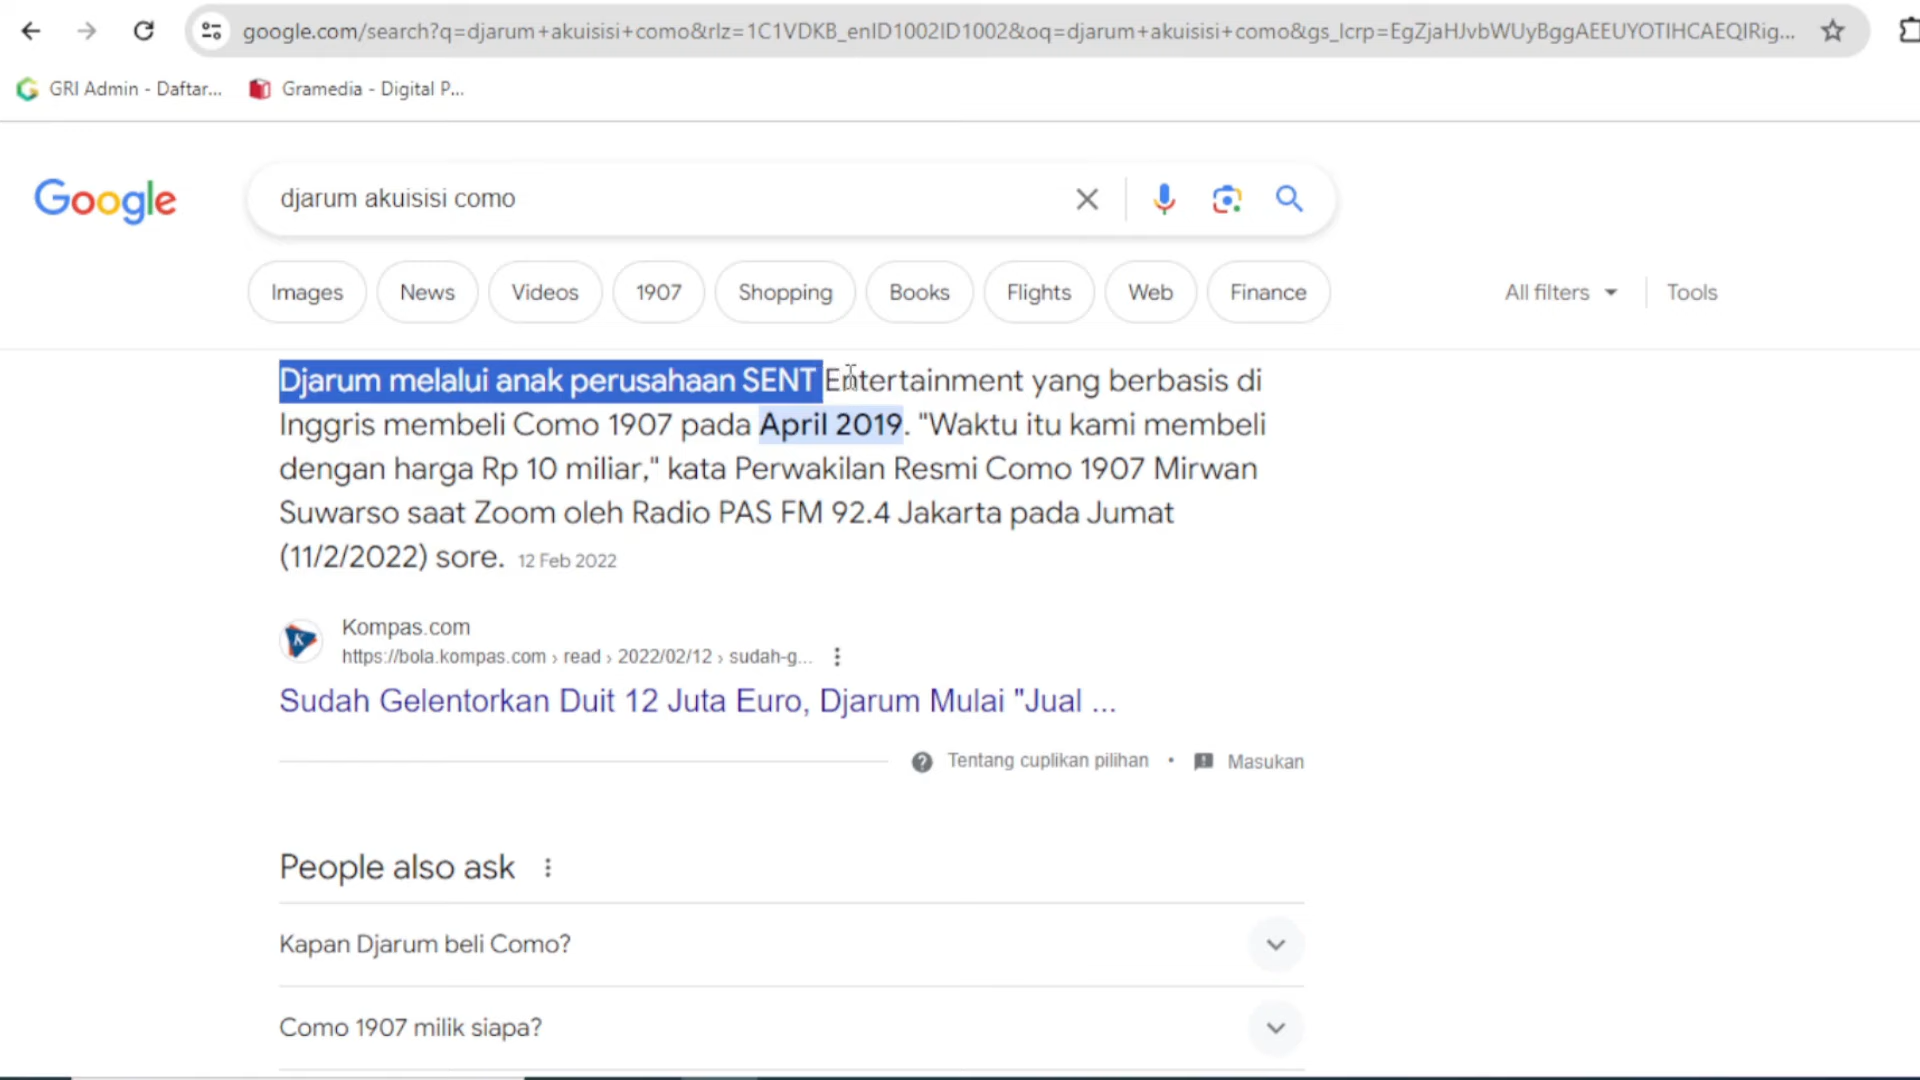 google.com/search?q=djarum+akuisisi+como&rlz=1C1VDKB_enID1002ID1002&oq=djarum+akuisisi+como&gs_lcrp=EgZjaHJvbWUyBggAEEUYOTIHCAEQIRig...
GRI Admin - Daftar... Gramedia - Digital P...
Google djarum akuisisi como
Images News Videos 1907 Shopping Books Flights Web Finance All filters Tools
Djarum melalui anak perusahaan SENT Entertainment yang berbasis di
Inggris membeli Como 1907 pada April 2019. "Waktu itu kami membeli
dengan harga Rp 10 miliar," kata Perwakilan Resmi Como 1907 Mirwan
Suwarso saat Zoom oleh Radio PAS FM 92.4 Jakarta pada Jumat
(11/2/2022) sore. 12 Feb 2022
Kompas.com
https://bola.kompas.com › read › 2022/02/12 › sudah-g...
Sudah Gelentorkan Duit 12 Juta Euro, Djarum Mulai "Jual ...
Tentang cuplikan pilihan • Masukan
People also ask
Kapan Djarum beli Como?
Como 1907 milik siapa?